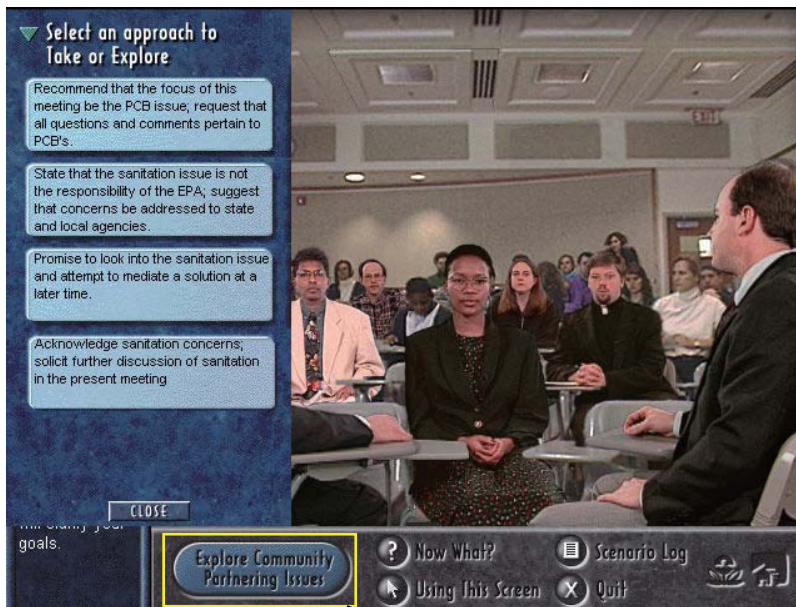 Select an approach to
Take or Explore
Recommend that the focus of this
meeting be the PCB issue; request that
all questions and comments pertain to
PCB's.
State that the sanitation issue is not
the responsibility of the EPA; suggest
that concerns be addressed to state
and local agencies.
Promise to look into the sanitation issue
and attempt to mediate a solution at a
later time.
Acknowledge sanitation concerns;
solicit further discussion of sanitation
in the present meeting
CLOSE
EXIT
will clarify your
goals.
Explore Community
Partnering Issues
? Now What?
Using This Screen
Scenario Log
X Quit